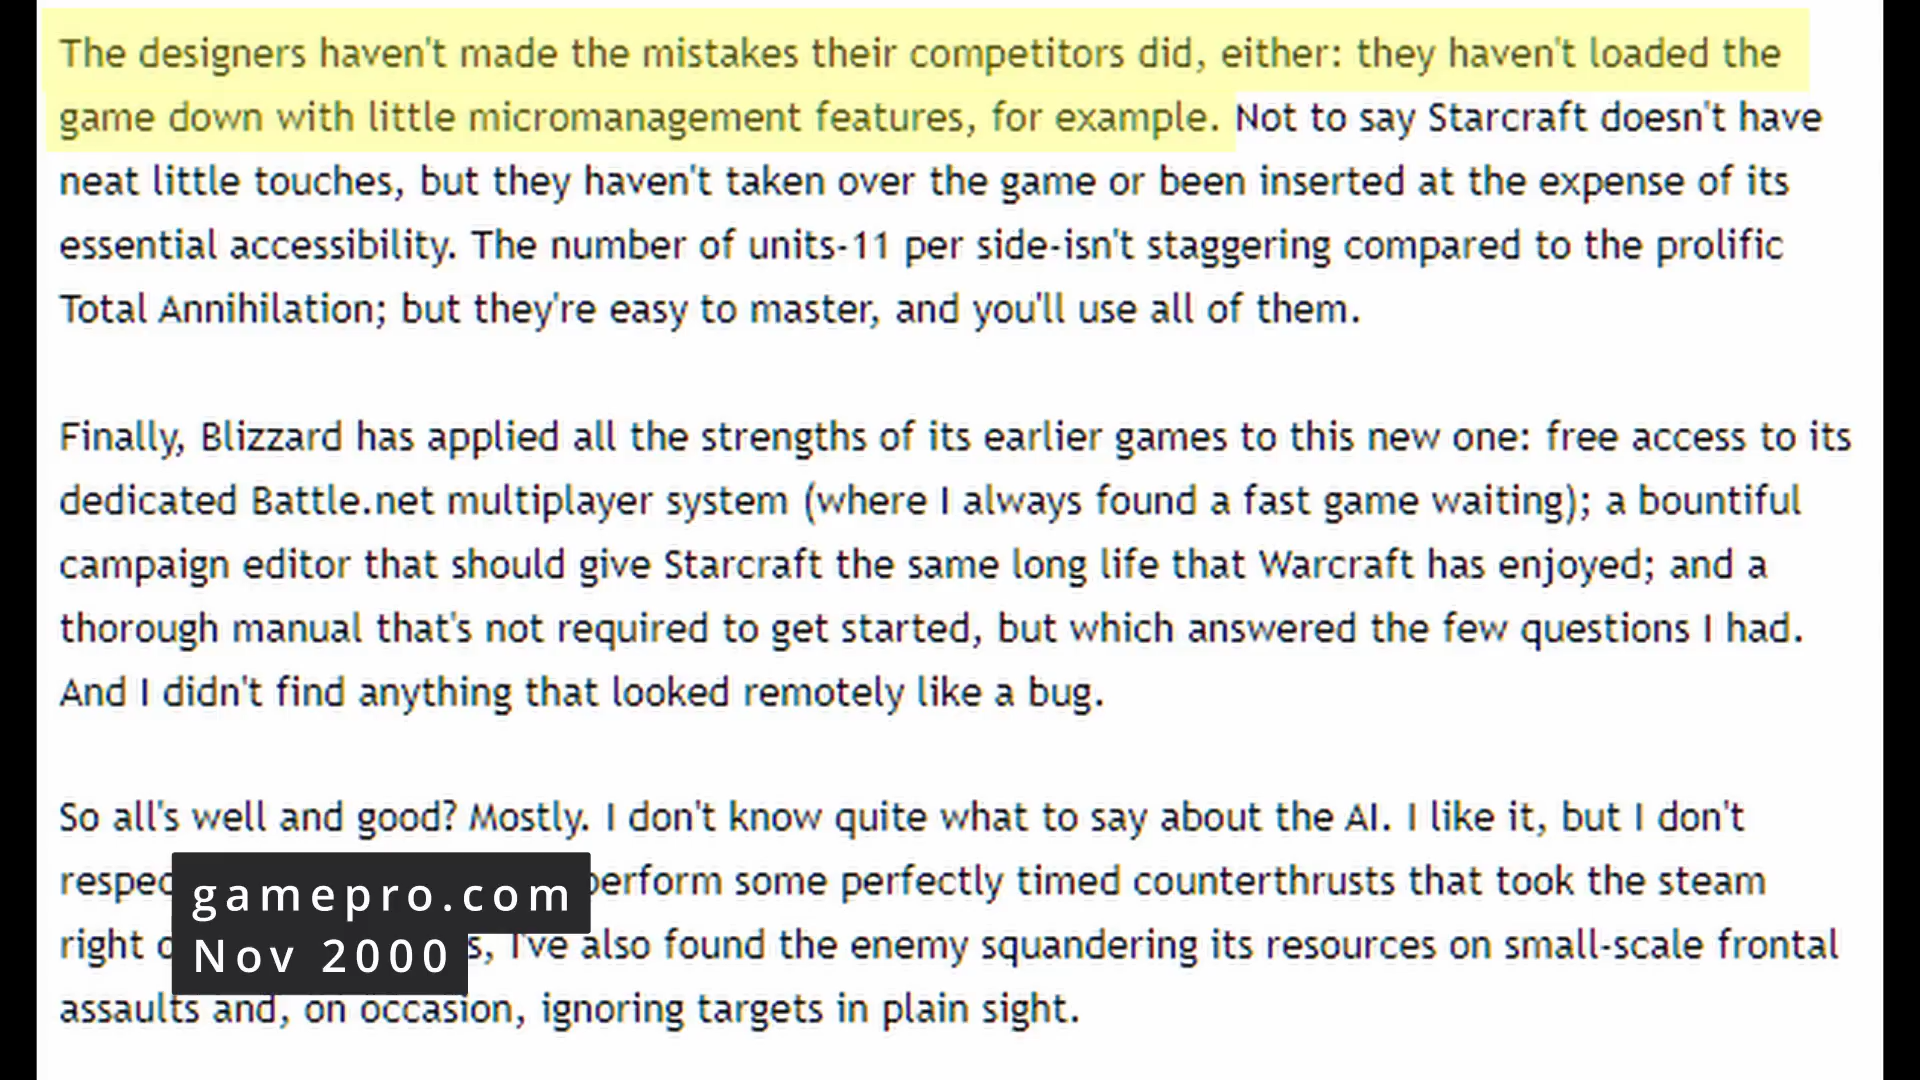 The designers haven't made the mistakes their competitors did, either: they haven't loaded the
game down with little micromanagement features, for example. Not to say Starcraft doesn't have
neat little touches, but they haven't taken over the game or been inserted at the expense of its
essential accessibility. The number of units-11 per side-isn't staggering compared to the prolific
Total Annihilation; but they're easy to master, and you'll use all of them.
Finally, Blizzard has applied all the strengths of its earlier games to this new one: free access to its
dedicated Battle.net multiplayer system (where I always found a fast game waiting); a bountiful
campaign editor that should give Starcraft the same long life that Warcraft has enjoyed; and a
thorough manual that's not required to get started, but which answered the few questions I had.
And I didn't find anything that looked remotely like a bug.
So all's well and good? Mostly. I don't know quite what to say about the AI. I like it, but I don't
perform some perfectly timed counterthrusts that took the steam
right I've also found the enemy squandering its resources on small-scale frontal
assaults and, on occasion, ignoring targets in plain sight.
gamepro.com
Nov 2000